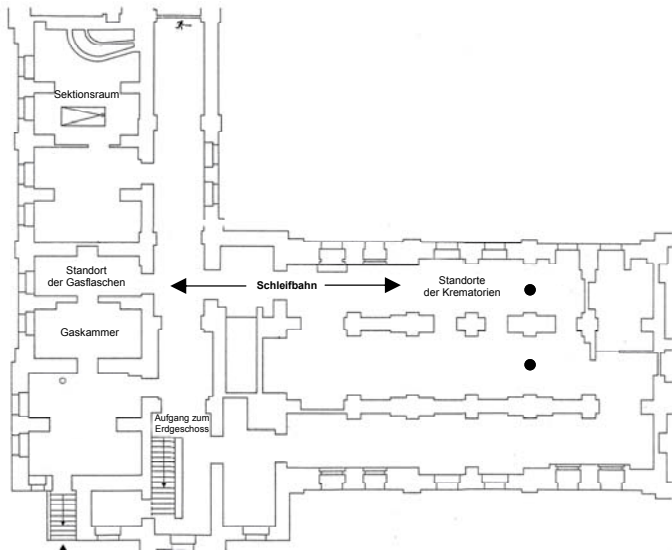 Sektionsraum
Standort
der Gasflaschen
Schleifbahn
Standorte
der Krematorien
Gaskammer
Aufgang zum
Erdgeschoss